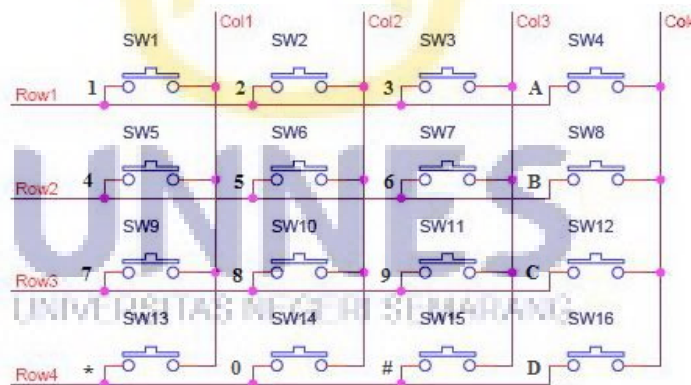 Col1 Col2 Col3 Col4
SW1 SW2 SW3 SW4
Row1 1 2 3 A
SW5 SW6 SW7 SW8
Row2 4 5 6 B
UNNES
SW9 SW10 SW11 SW12
Row3 7 8 9 C
UNIVERSITAS NEGERI SEMARANG
SW13 SW14 SW15 SW16
Row4 * 0 # D